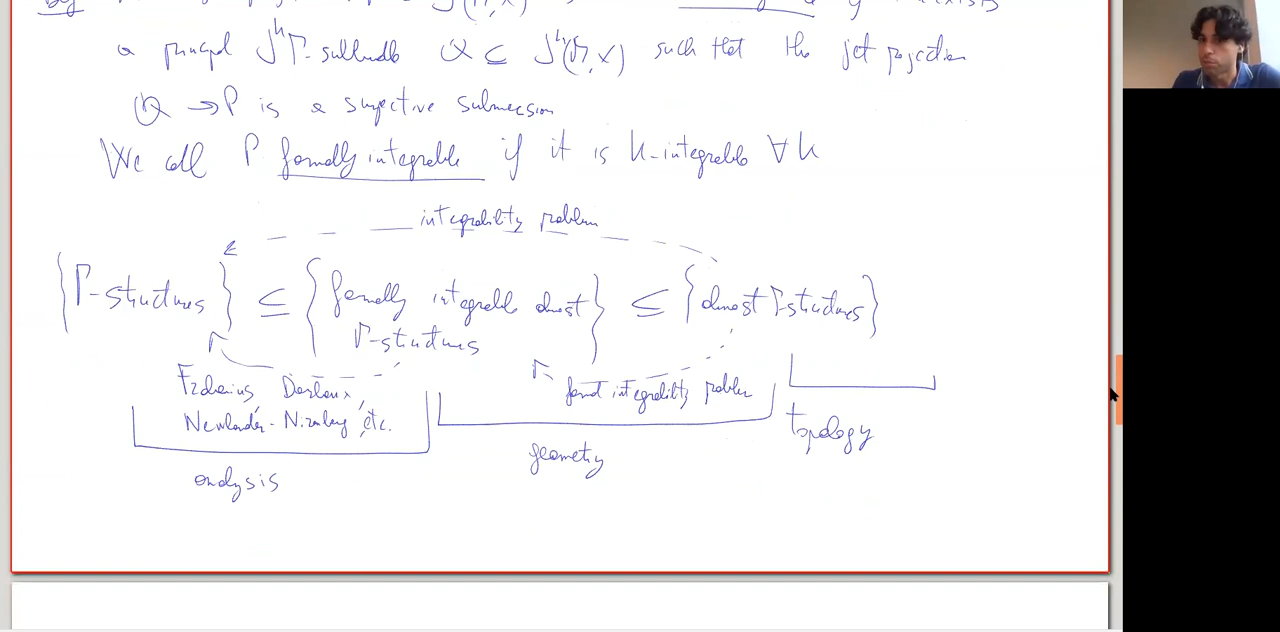 a principal J^kΓ-subbundle Q ⊆ J^k(M,X) such that the jet projection
Q → P is a surjective submersion
We call P formally integrable if it is k-integrable ∀k
integrability problem
{Γ-structures} ⊆ {formally integrable almost Γ-structures} ⊆ {almost Γ-structures}
Frobenius, Darboux,
Newlander-Nirenberg, etc.
formal integrability problem
analysis
geometry
topology